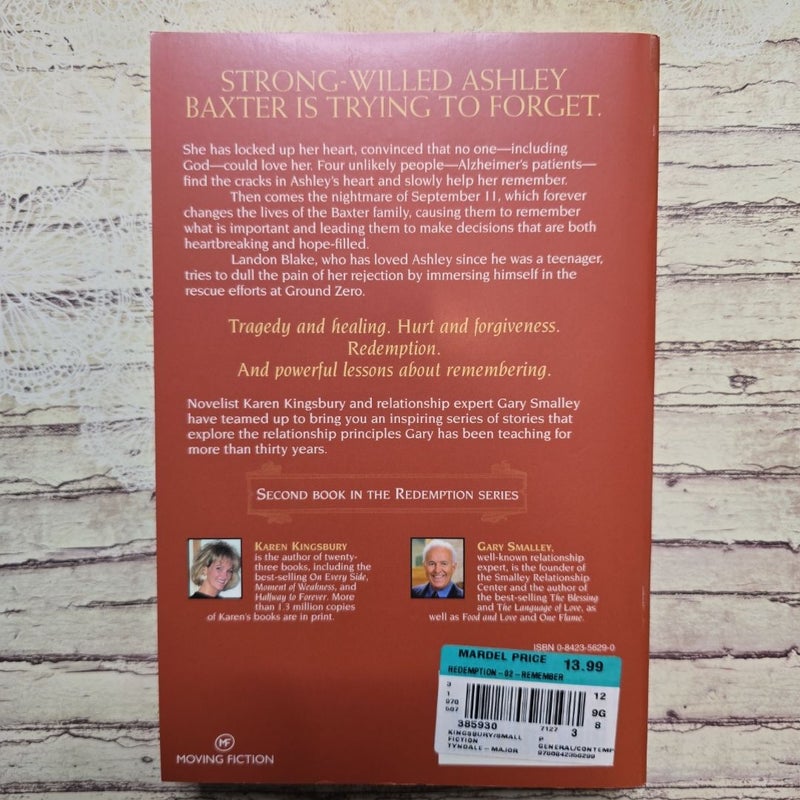 STRONG-WILLED ASHLEY
BAXTER IS TRYING TO FORGET.
She has locked up her heart, convinced that no one—including
God—could love her. Four unlikely people—Alzheimer's patients—
find the cracks in Ashley's heart and slowly help her remember.
Then comes the nightmare of September 11, which forever
changes the lives of the Baxter family, causing them to remember
what is important and leading them to make decisions that are both
heartbreaking and hope-filled.
Landon Blake, who has loved Ashley since he was a teenager,
tries to dull the pain of her rejection by immersing himself in the
rescue efforts at Ground Zero.
Tragedy and healing. Hurt and forgiveness.
Redemption.
And powerful lessons about remembering.
Novelist Karen Kingsbury and relationship expert Gary Smalley
have teamed up to bring you an inspiring series of stories that
explore the relationship principles Gary has been teaching for
more than thirty years.
SECOND BOOK IN THE REDEMPTION SERIES
KAREN KINGSBURY
is the author of twenty-
three books, including the
best-selling On Every Side,
Moment of Weakness, and
Halfway to Forever. More
than 1.3 million copies
of Karen's books are in print.
GARY SMALLEY,
well-known relationship
expert, is the founder of
the Smalley Relationship
Center and the author of
the best-selling The Blessing
and The Language of Love, as
well as Food and Love and One Flame.
ISBN 0-8423-5629-0
MARDEL PRICE 13.99
REDEMPTION-02-REMEMBER
3
1
970
507
12
9G
8
385930
7127 3
KINGSBURY/SMALL
FICTION P
TYNDALE-MAJOR GENERAL/CONTEMP
MF
MOVING FICTION